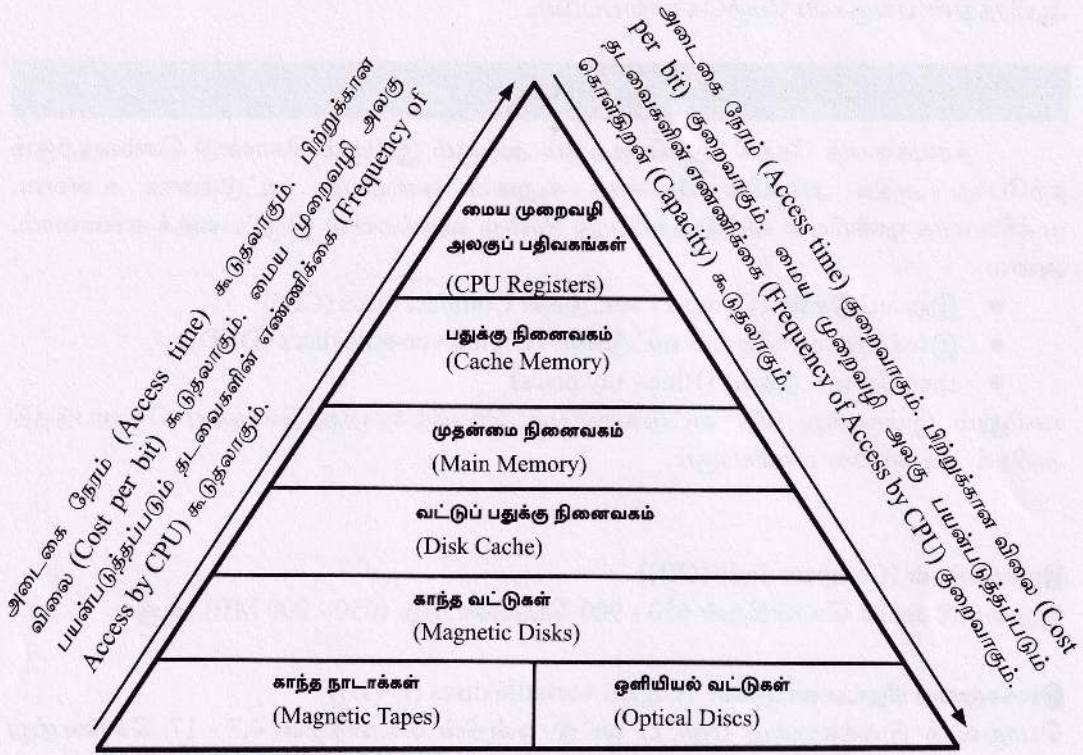 அடைகை நேரம் (Access time) கூடுதலாகும். பிற்றுக்கான
விலை (Cost per bit) கூடுதலாகும். மைய முறைவழி அலகு
பயன்படுத்தப்படும் தடவைகளின் எண்ணிக்கை (Frequency of
Access by CPU) கூடுதலாகும்.
அடைகை நேரம் (Access time) குறைவாகும். பிற்றுக்கான விலை (Cost
per bit) குறைவாகும். மைய முறைவழி அலகு பயன்படுத்தப்படும்
தடவைகளின் எண்ணிக்கை (Frequency of Access by CPU) குறைவாகும்.
கொள்திறன் (Capacity) கூடுதலாகும்
மைய முறைவழி
அலகுப் பதிவகங்கள்
(CPU Registers)
பதுக்கு நினைவகம்
(Cache Memory)
முதன்மை நினைவகம்
(Main Memory)
வட்டுப் பதுக்கு நினைவகம்
(Disk Cache)
காந்த வட்டுகள்
(Magnetic Disks)
காந்த நாடாக்கள்
(Magnetic Tapes)
ஒளியியல் வட்டுகள்
(Optical Discs)